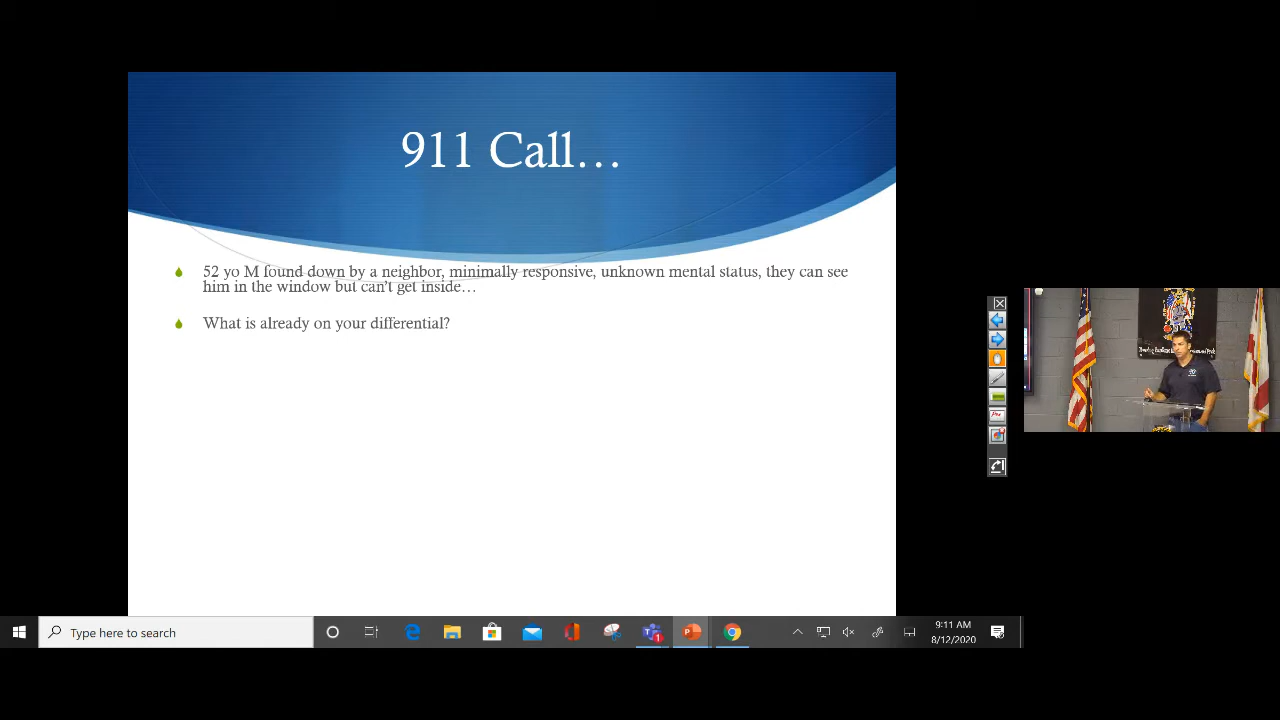 911 Call…
52 yo M found down by a neighbor, minimally responsive, unknown mental status, they can see
him in the window but can't get inside…
What is already on your differential?
Type here to search
9:11 AM
8/12/2020